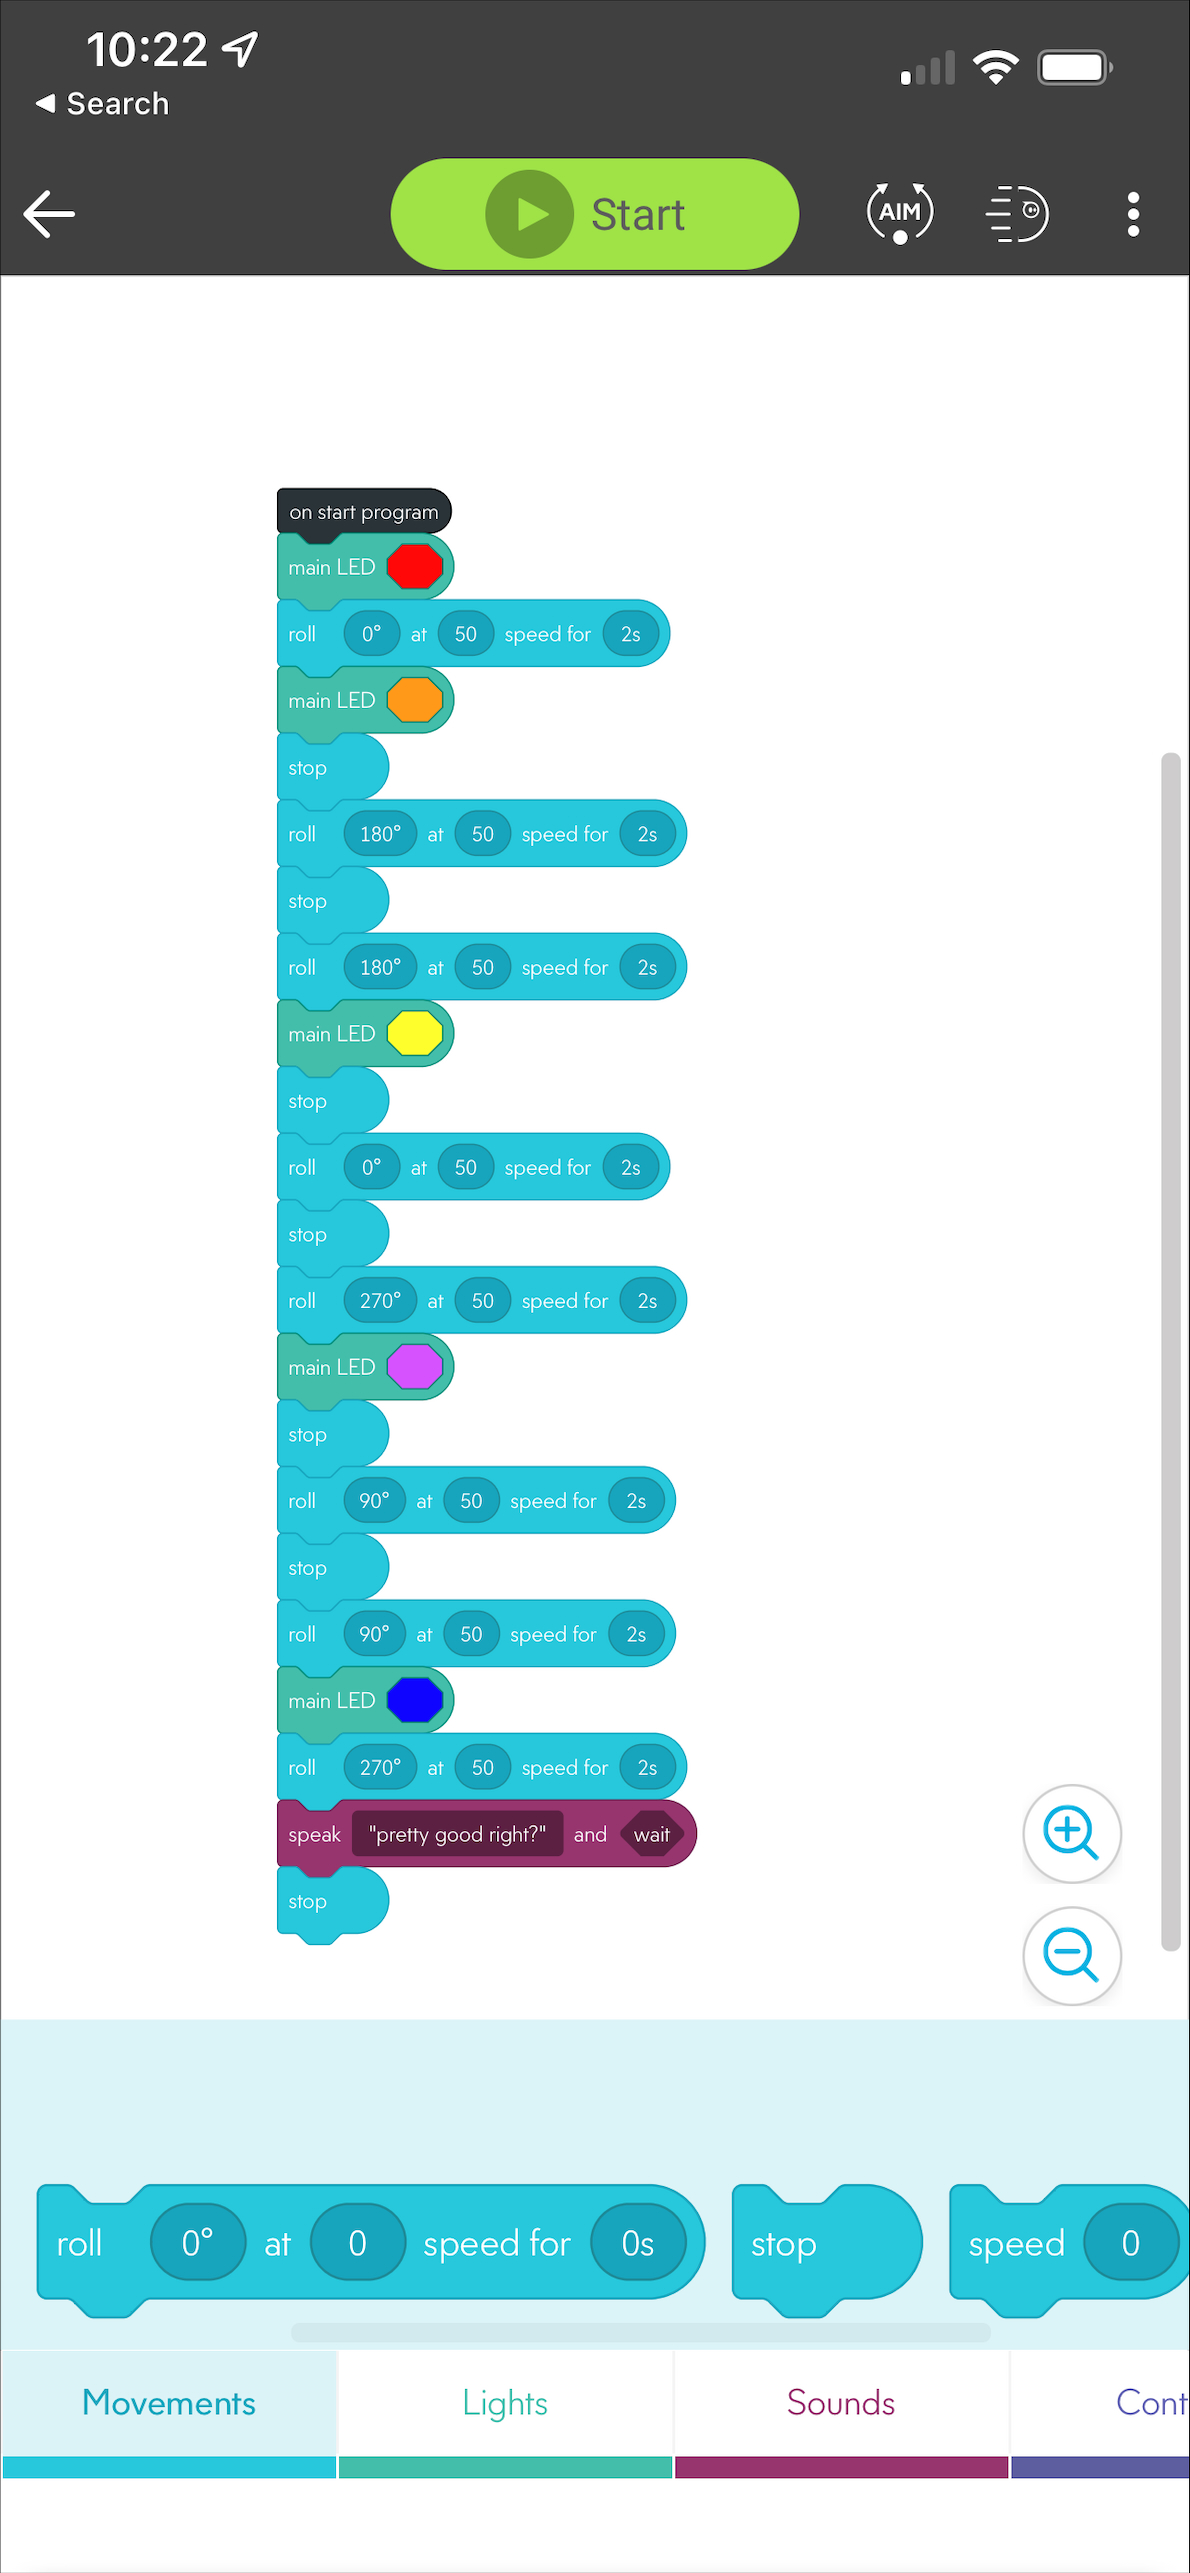 10:22
Search
Start
AIM
on start program
main LED
roll 0° at 50 speed for 2s
main LED
stop
roll 180° at 50 speed for 2s
stop
roll 180° at 50 speed for 2s
main LED
stop
roll 0° at 50 speed for 2s
stop
roll 270° at 50 speed for 2s
main LED
stop
roll 90° at 50 speed for 2s
stop
roll 90° at 50 speed for 2s
main LED
roll 270° at 50 speed for 2s
speak "pretty good right?" and wait
stop
roll 0° at 0 speed for 0s stop speed 0
Movements Lights Sounds Cont